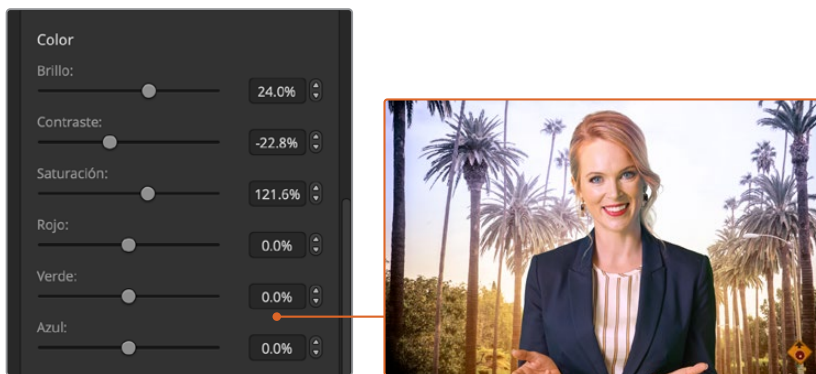 Color
Brillo:
24.0%
Contraste:
-22.8%
Saturación:
121.6%
Rojo:
0.0%
Verde:
0.0%
Azul:
0.0%